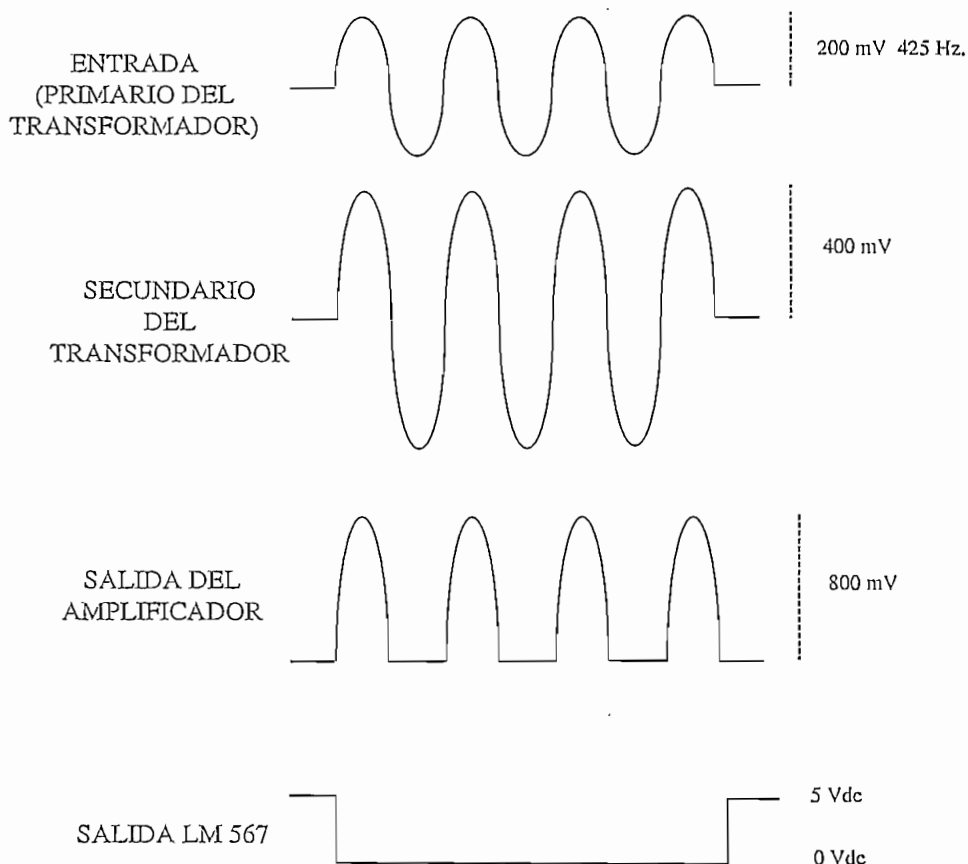 ENTRADA
(PRIMARIO DEL
TRANSFORMADOR)
200 mV 425 Hz.
SECUNDARIO
DEL
TRANSFORMADOR
400 mV
SALIDA DEL
AMPLIFICADOR
800 mV
SALIDA LM 567
5 Vdc
0 Vdc